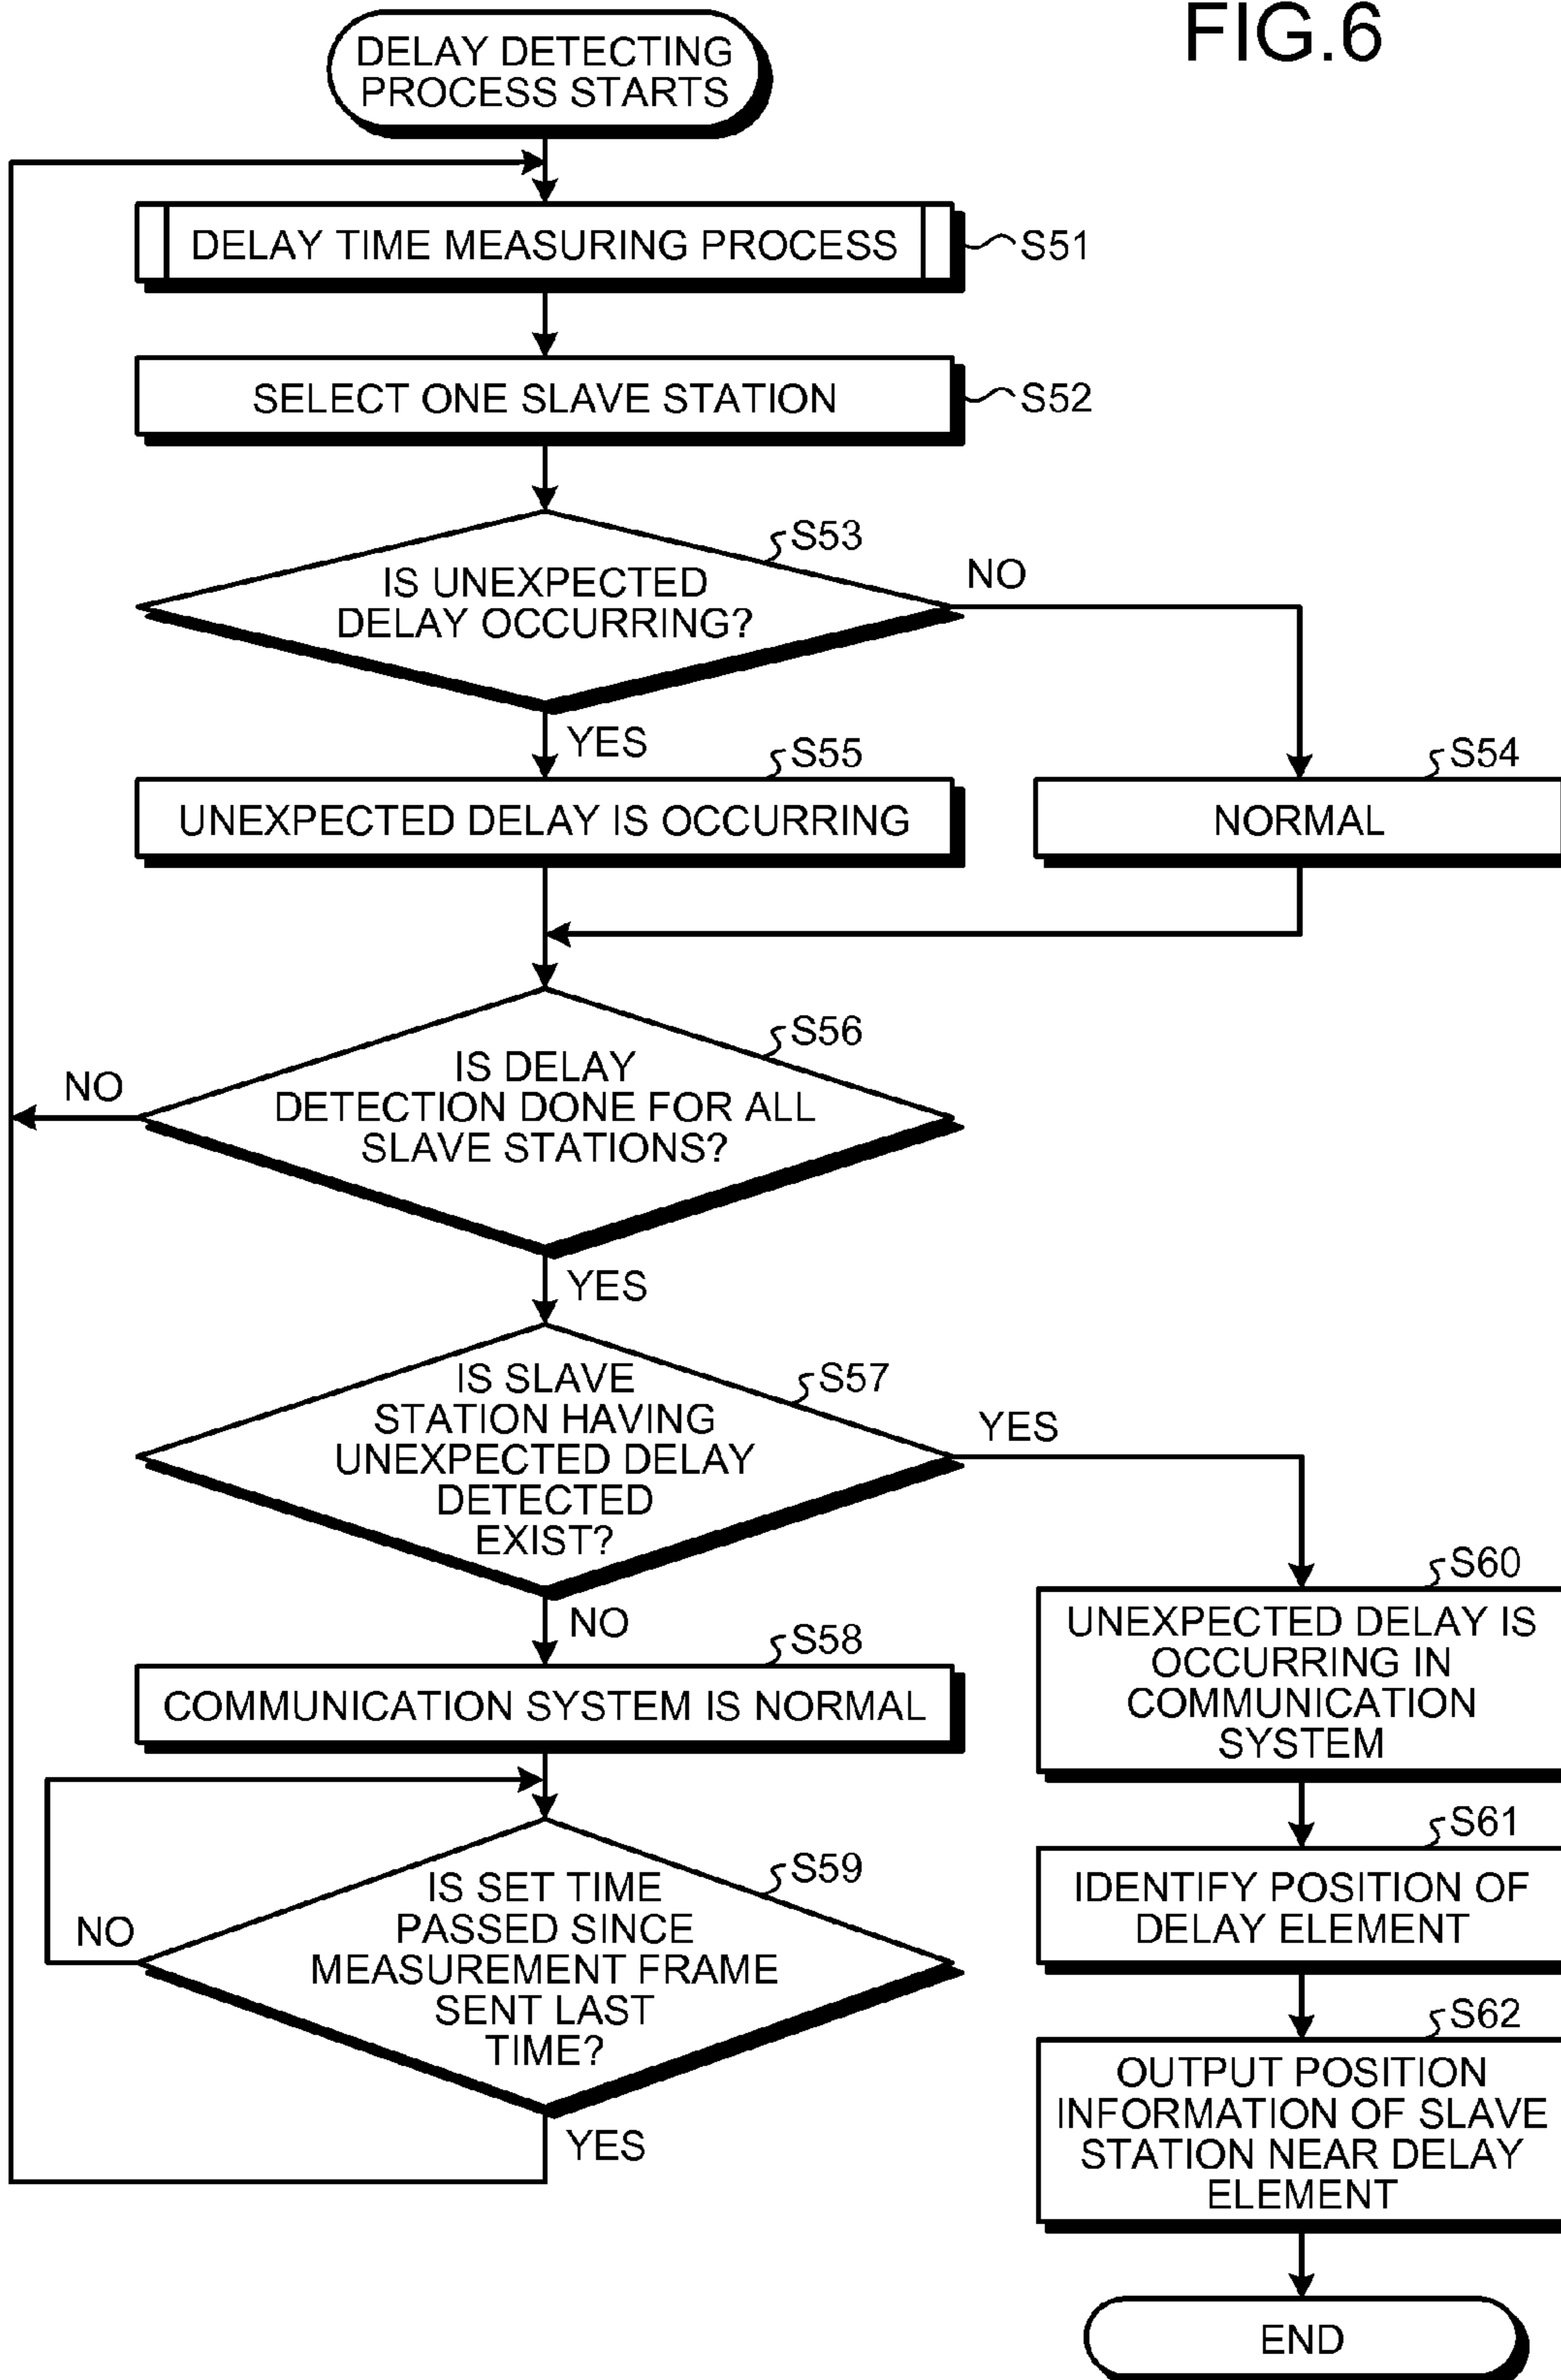 FIG.6
DELAY DETECTING
PROCESS STARTS
DELAY TIME MEASURING PROCESS
S51
SELECT ONE SLAVE STATION
S52
S53
IS UNEXPECTED
DELAY OCCURRING?
NO
YES
S55
UNEXPECTED DELAY IS OCCURRING
S54
NORMAL
S56
IS DELAY
DETECTION DONE FOR ALL
SLAVE STATIONS?
NO
YES
S57
IS SLAVE
STATION HAVING
UNEXPECTED DELAY
DETECTED
EXIST?
YES
NO
S58
COMMUNICATION SYSTEM IS NORMAL
S59
IS SET TIME
PASSED SINCE
MEASUREMENT FRAME
SENT LAST
TIME?
NO
YES
S60
UNEXPECTED DELAY IS
OCCURRING IN
COMMUNICATION
SYSTEM
S61
IDENTIFY POSITION OF
DELAY ELEMENT
S62
OUTPUT POSITION
INFORMATION OF SLAVE
STATION NEAR DELAY
ELEMENT
END